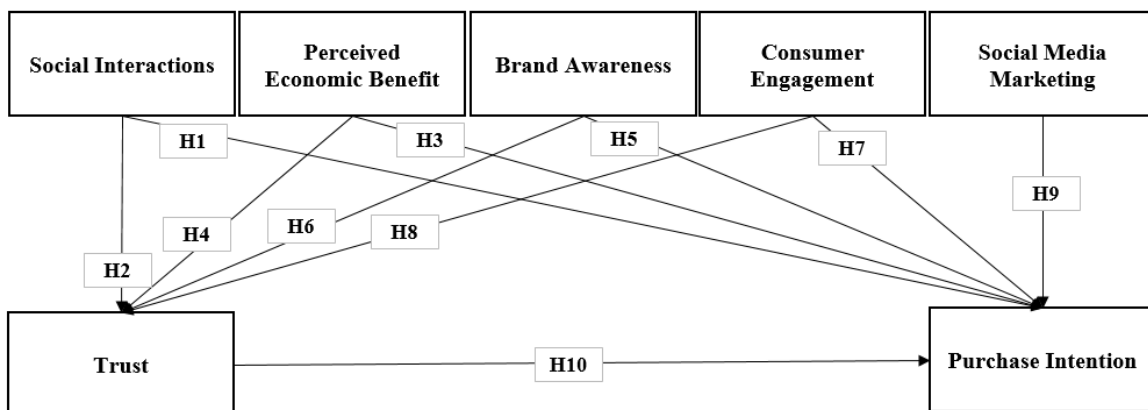 Social Interactions
Perceived
Economic Benefit
Brand Awareness
Consumer
Engagement
Social Media
Marketing
H1
H3
H5
H7
H9
H4
H6
H8
H2
Trust
H10
Purchase Intention